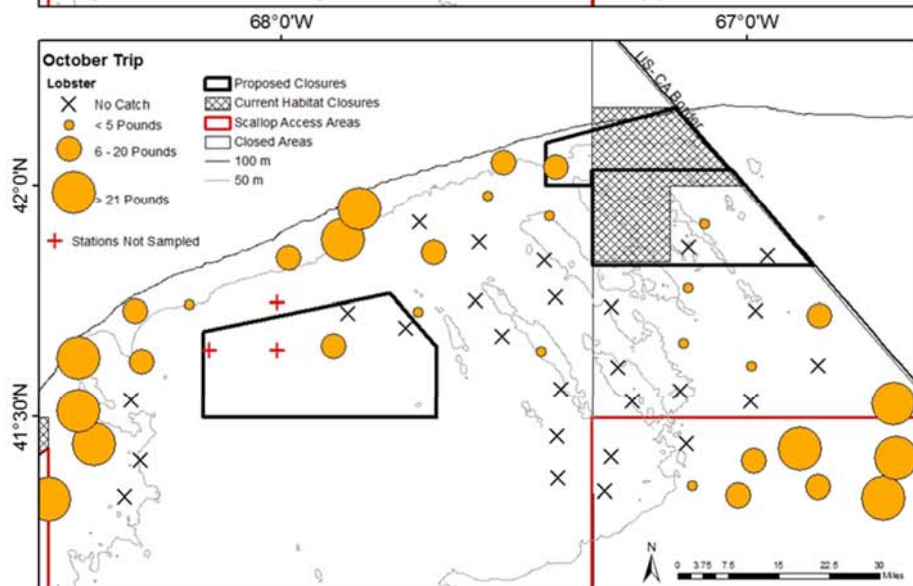 68°0'W
67°0'W
October Trip
Lobster
No Catch
< 5 Pounds
6 - 20 Pounds
> 21 Pounds
Stations Not Sampled
Proposed Closures
Current Habitat Closures
Scallop Access Areas
Closed Areas
100 m
50 m
US- CA Border
42°0'N
41°30'N
N
0 3.75 7.5 15 22.5 30
Miles